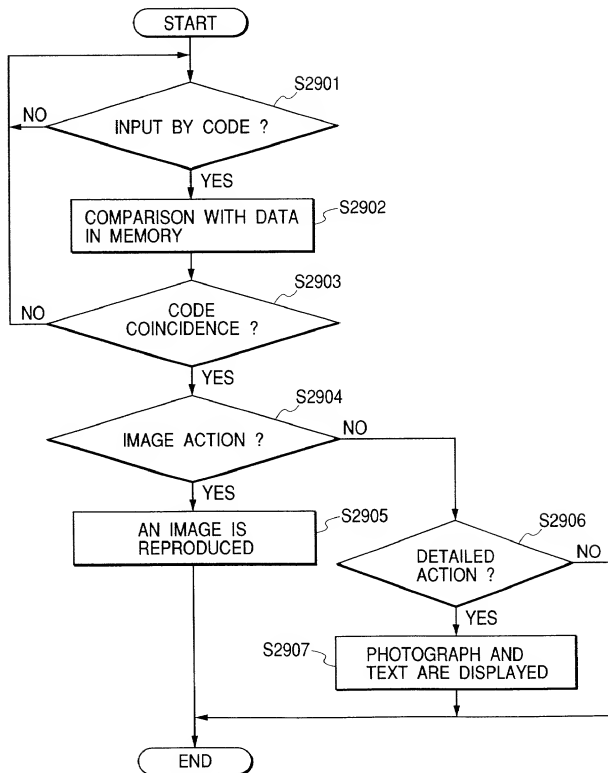 START
S2901
NO
INPUT BY CODE ?
YES
COMPARISON WITH DATA
IN MEMORY
S2902
S2903
NO
CODE
COINCIDENCE ?
YES
S2904
IMAGE ACTION ?
NO
YES
AN IMAGE IS
REPRODUCED
S2905
S2906
DETAILED
ACTION ?
NO
YES
S2907
PHOTOGRAPH AND
TEXT ARE DISPLAYED
END